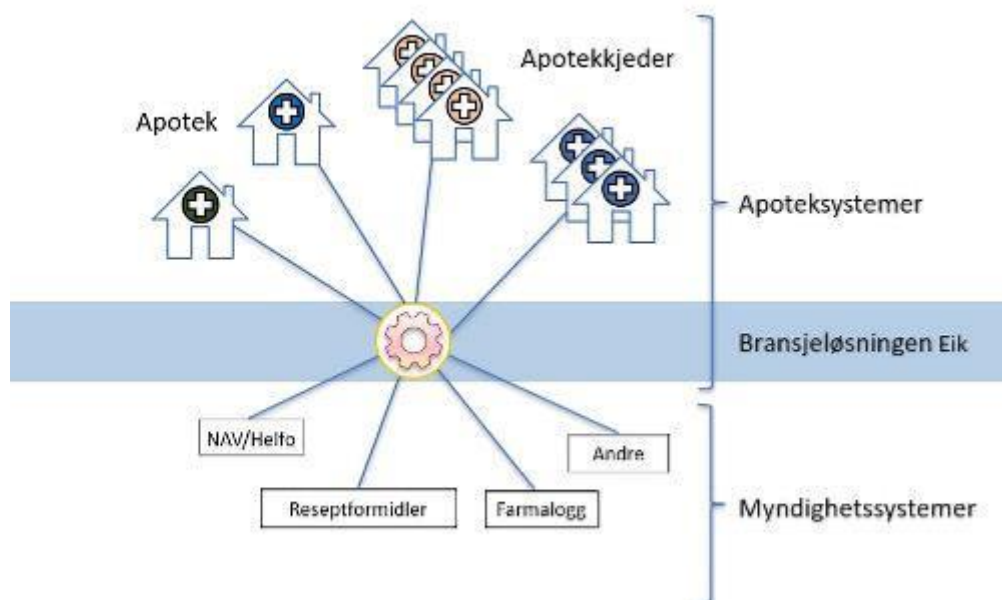 Apotekkjeder
Apotek
Apoteksystemer
Bransjeløsningen Eik
NAV/Helfo
Andre
Reseptformidler
Farmalogg
Myndighetssystemer